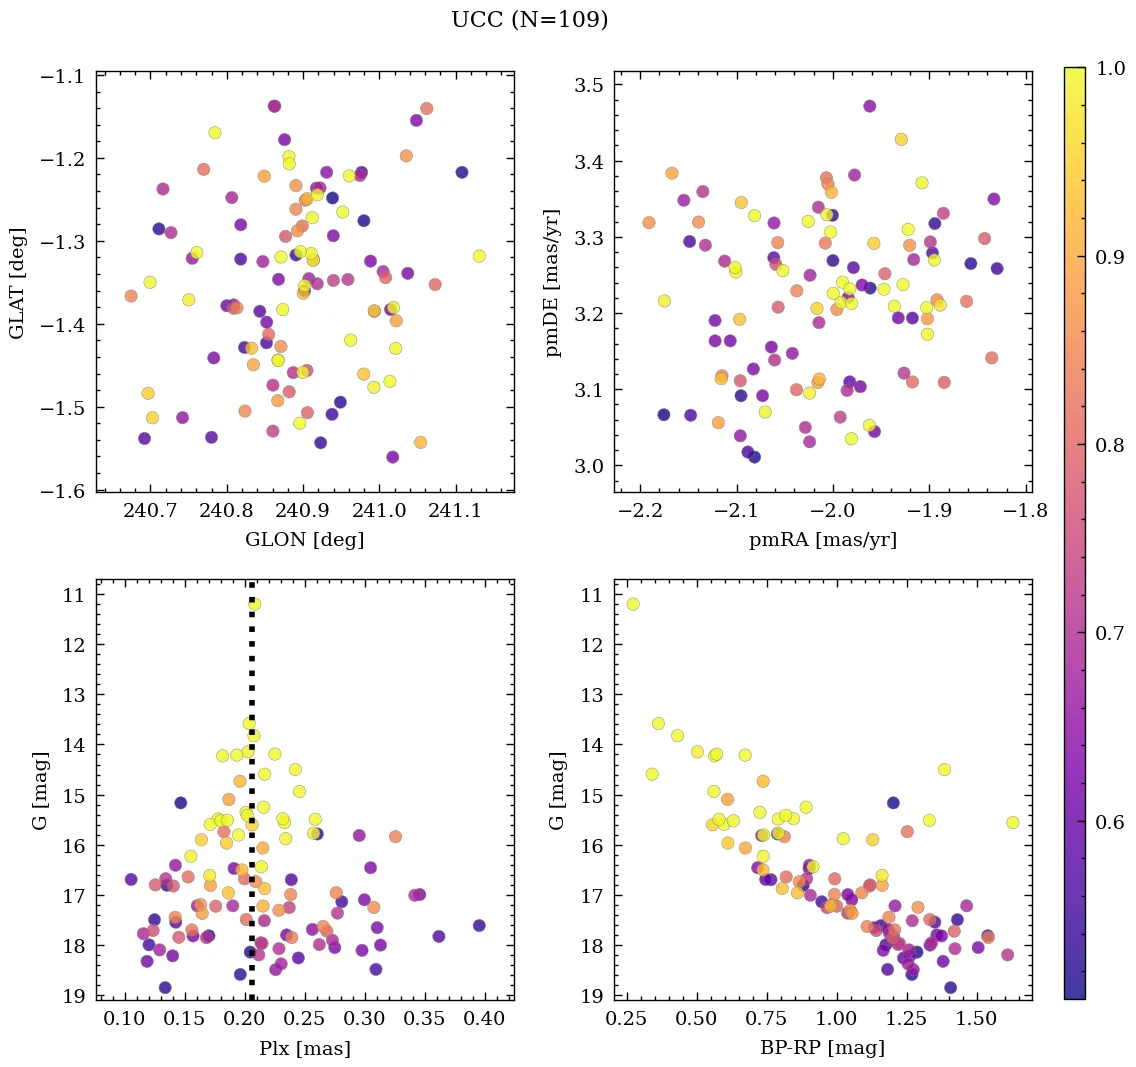 UCC (N=109)
−1.1
−1.2
−1.3
−1.4
−1.5
−1.6
GLAT [deg]
240.7 240.8 240.9 241.0 241.1
GLON [deg]
3.5
3.4
3.3
3.2
3.1
3.0
pmDE [mas/yr]
−2.2 −2.1 −2.0 −1.9 −1.8
pmRA [mas/yr]
11
12
13
14
15
16
17
18
19
G [mag]
0.10 0.15 0.20 0.25 0.30 0.35 0.40
Plx [mas]
11
12
13
14
15
16
17
18
19
G [mag]
0.25 0.50 0.75 1.00 1.25 1.50
BP-RP [mag]
1.0
0.9
0.8
0.7
0.6